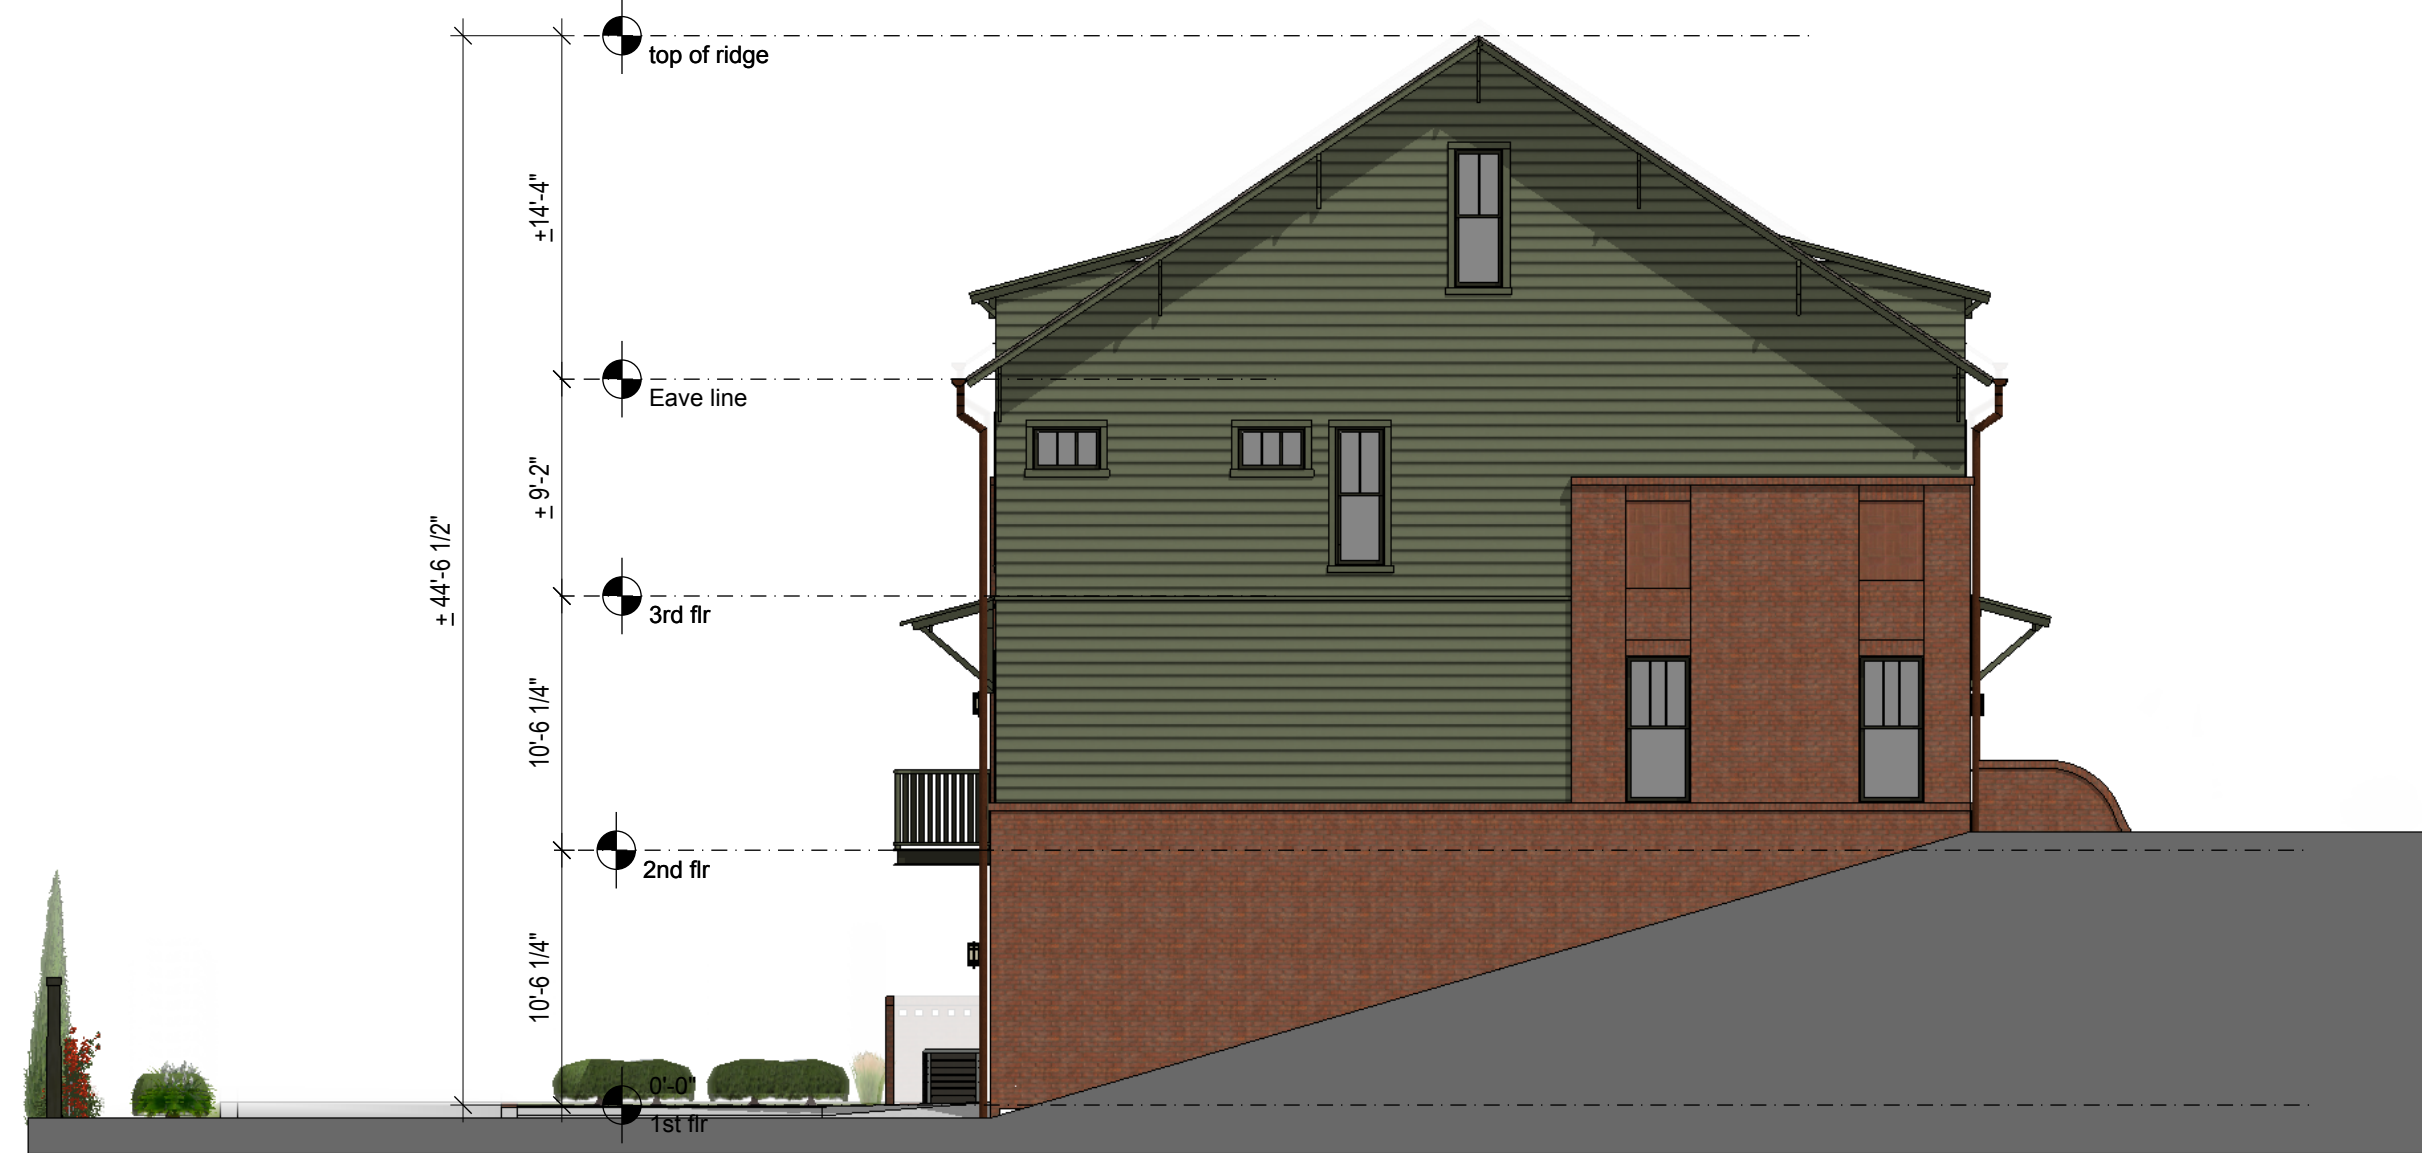 top of ridge
±14'-4"
Eave line
± 9'-2"
± 44'-6 1/2"
3rd flr
10'-6 1/4"
2nd flr
10'-6 1/4"
0'-0"
1st flr